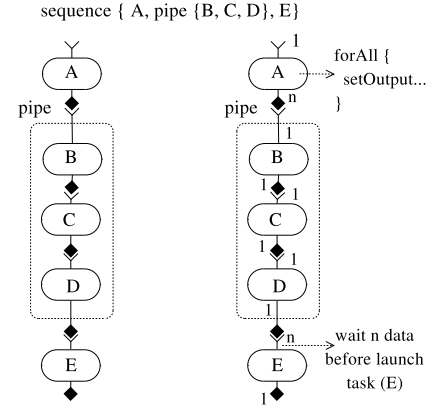 sequence { A, pipe {B, C, D}, E}
A
pipe
B
C
D
E
1
A
forAll {
setOutput...
}
n
pipe
1
B
1
1
C
1
1
D
1
n
wait n data
before launch
task (E)
E
1